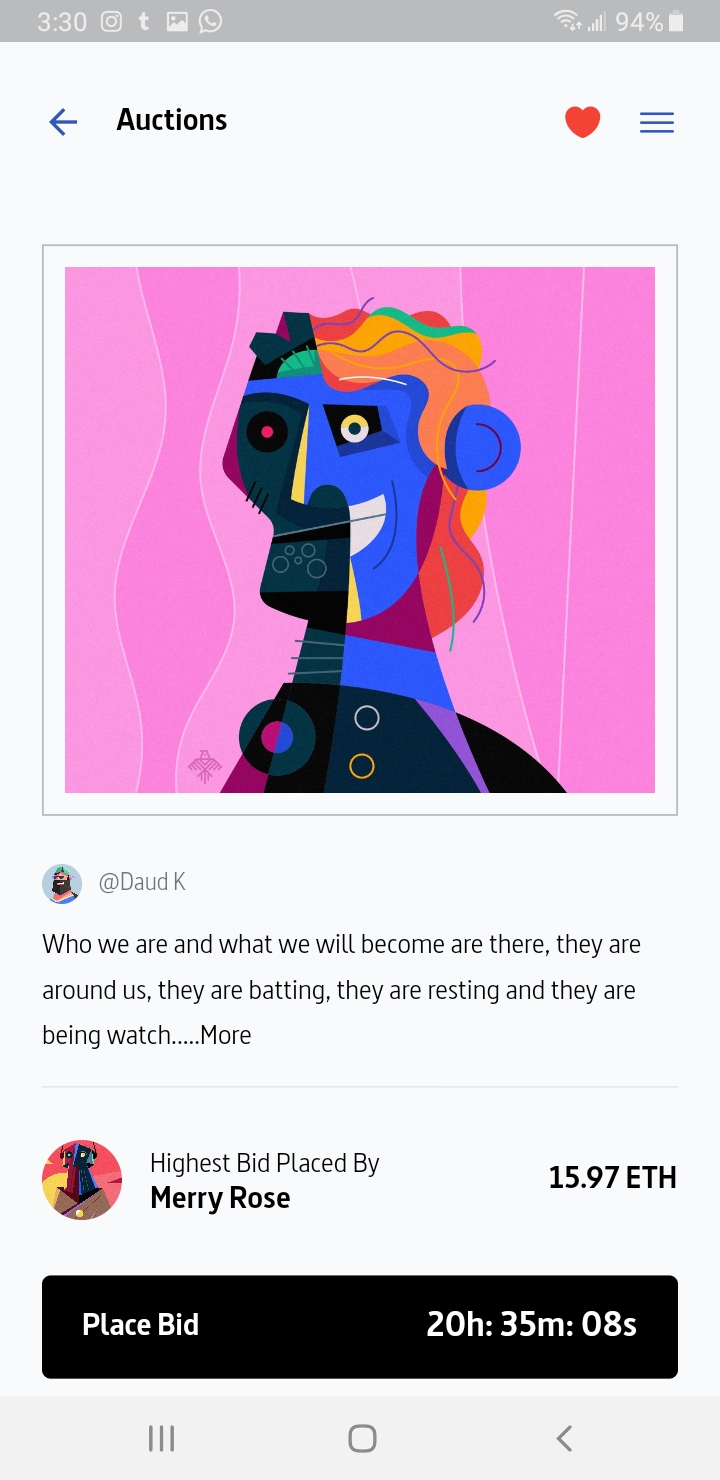 3:30 94%
Auctions
@Daud K
Who we are and what we will become are there, they are
around us, they are batting, they are resting and they are
being watch.....More
Highest Bid Placed By
Merry Rose
15.97 ETH
Place Bid
20h: 35m: 08s